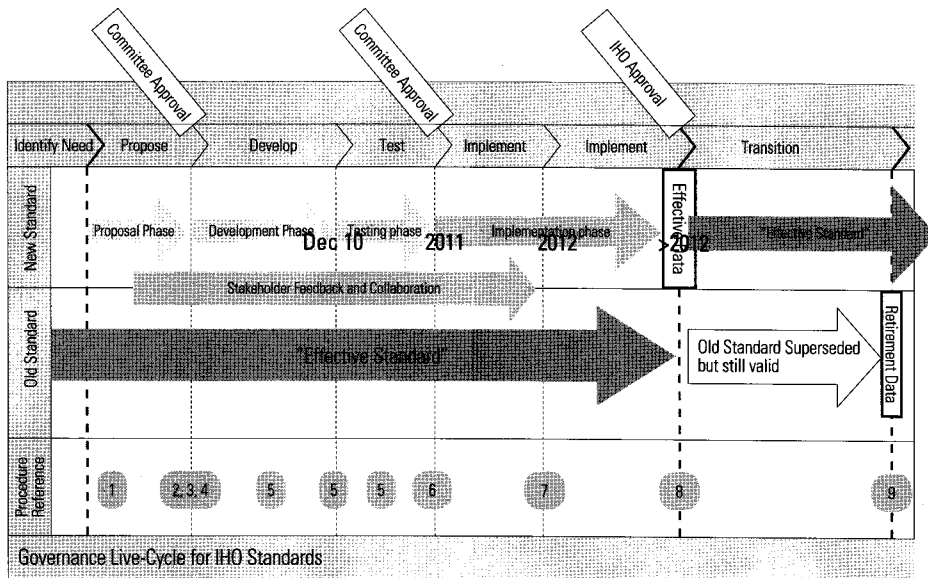 Committee Approval
Committee Approval
IHO Approval
Identify Need
Propose
Develop
Test
Implement
Implement
Transition
New Standard
Proposal Phase
Development Phase
Testing phase
Implementation phase
Dec 10
2011
2012
>2012
Effective Data
"Effective Standard"
Stakeholder Feedback and Collaboration
Old Standard
"Effective Standard"
Old Standard Superseded
but still valid
Retirement Data
Procedure
Reference
1
2, 3, 4
5
5
5
6
7
8
9
Governance Live-Cycle for IHO Standards